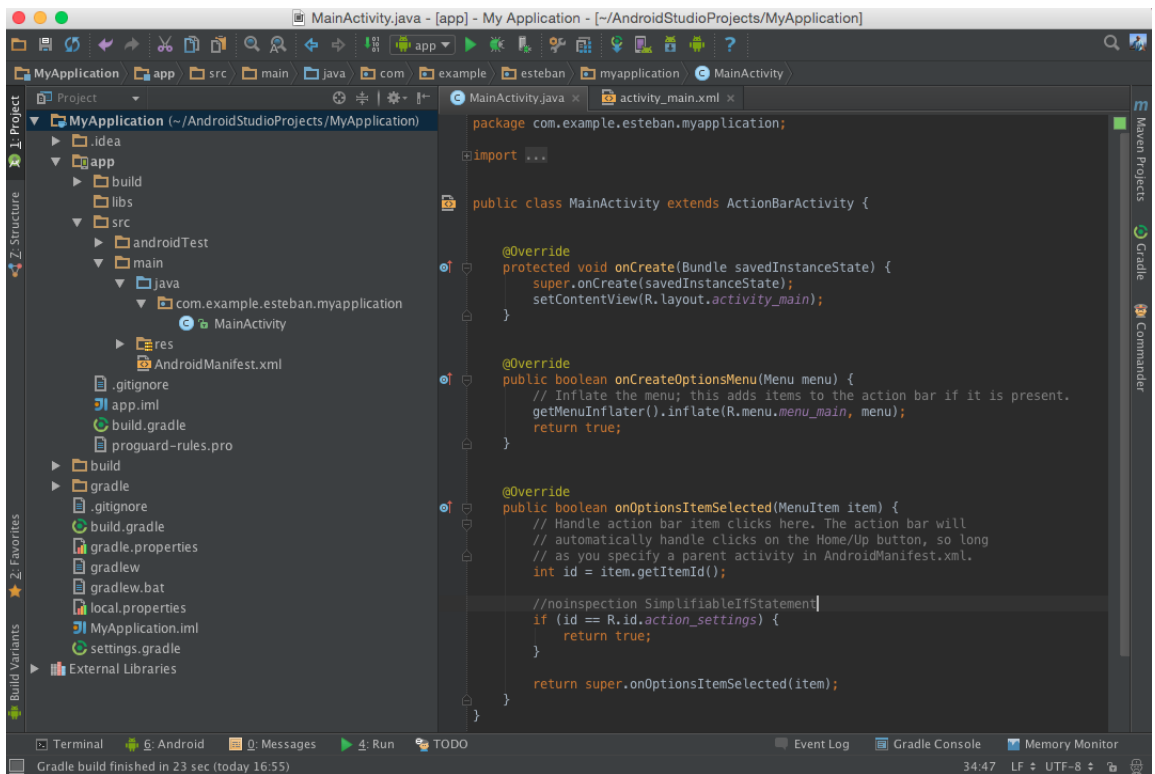 MainActivity.java - [app] - My Application - [~/AndroidStudioProjects/MyApplication]
app
MyApplication app src main java com example esteban myapplication MainActivity
Project
MainActivity.java
activity_main.xml
1: Project
Z: Structure
2: Favorites
Build Variants
MyApplication (~/AndroidStudioProjects/MyApplication)
.idea
app
build
libs
src
androidTest
main
java
com.example.esteban.myapplication
MainActivity
res
AndroidManifest.xml
.gitignore
app.iml
build.gradle
proguard-rules.pro
build
gradle
.gitignore
build.gradle
gradle.properties
gradlew
gradlew.bat
local.properties
MyApplication.iml
settings.gradle
External Libraries
package com.example.esteban.myapplication;
import ...
public class MainActivity extends ActionBarActivity {
@Override
protected void onCreate(Bundle savedInstanceState) {
super.onCreate(savedInstanceState);
setContentView(R.layout.activity_main);
}
@Override
public boolean onCreateOptionsMenu(Menu menu) {
// Inflate the menu; this adds items to the action bar if it is present.
getMenuInflater().inflate(R.menu.menu_main, menu);
return true;
}
@Override
public boolean onOptionsItemSelected(MenuItem item) {
// Handle action bar item clicks here. The action bar will
// automatically handle clicks on the Home/Up button, so long
// as you specify a parent activity in AndroidManifest.xml.
int id = item.getItemId();
//noinspection SimplifiableIfStatement
if (id == R.id.action_settings) {
return true;
}
return super.onOptionsItemSelected(item);
}
}
m
Maven Projects
Gradle
Commander
Terminal 6: Android 0: Messages 4: Run TODO Event Log Gradle Console Memory Monitor
Gradle build finished in 23 sec (today 16:55) 34:47 LF UTF-8